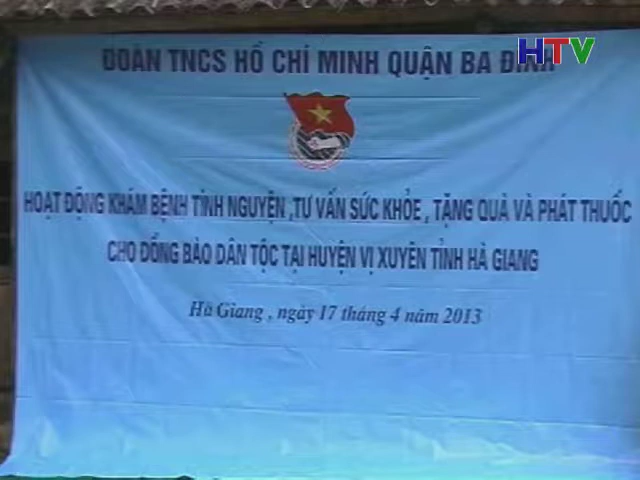 ĐOÀN TNCS HỒ CHÍ MINH QUẬN BA ĐÌNH
HTV
HOẠT ĐỘNG KHÁM BỆNH TÌNH NGUYỆN ,TƯ VẤN SỨC KHỎE , TẶNG QUÀ VÀ PHÁT THUỐC
CHO ĐỒNG BÀO DÂN TỘC TẠI HUYỆN VỊ XUYÊN TỈNH HÀ GIANG
Hà Giang , ngày 17 tháng 4 năm 2013